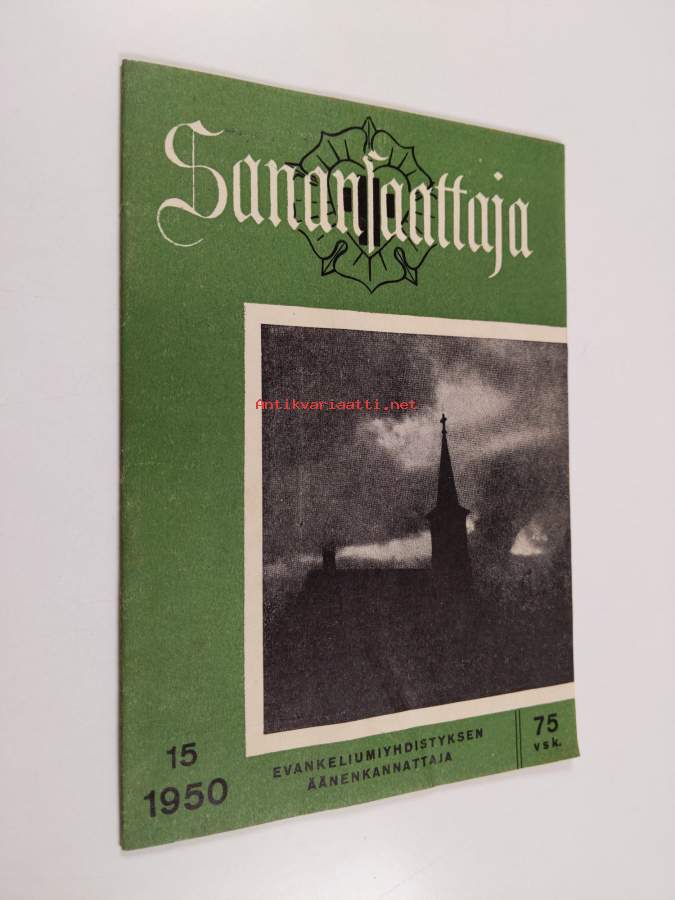 Sanansaattaja
Antikvariaatti.net
15
1950
EVANKELIUMIYHDISTYKSEN
ÄÄNENKANNATTAJA
75
vsk.